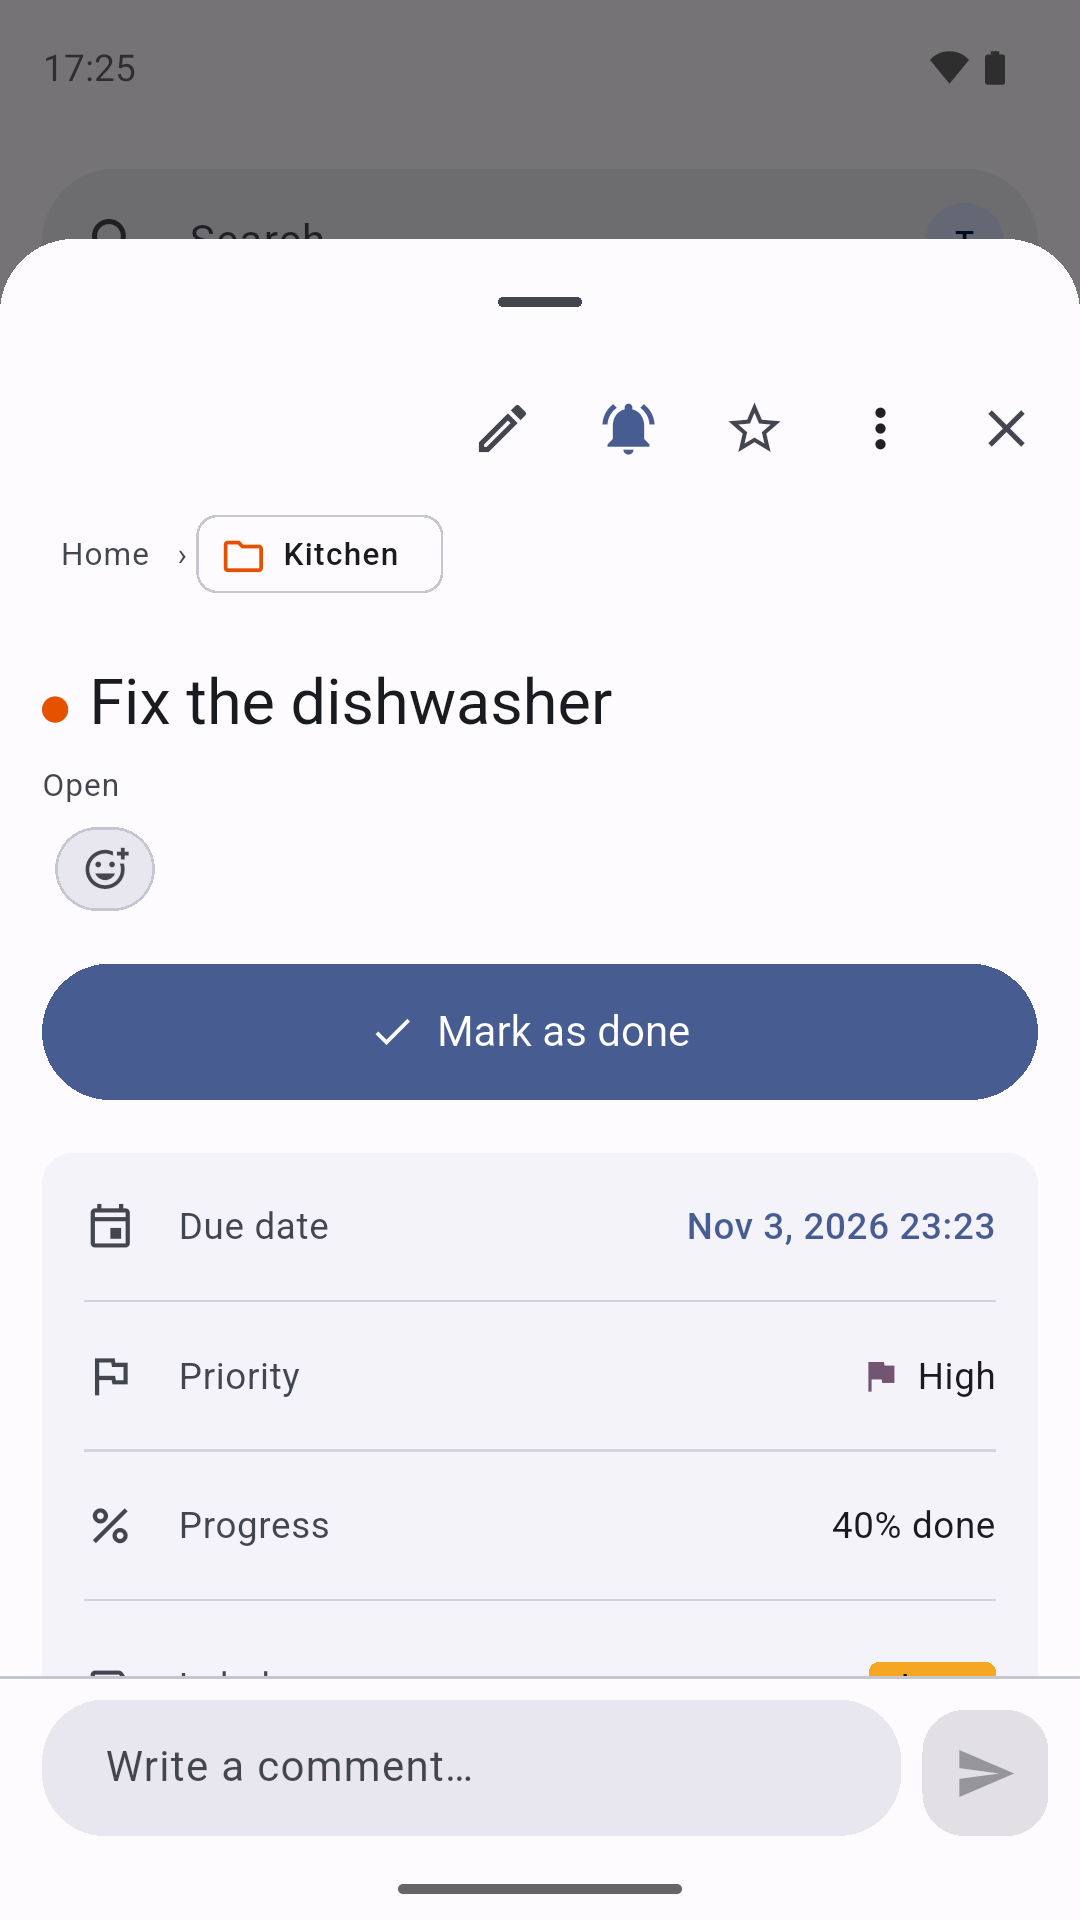 17:25
Search
Home › Kitchen
Fix the dishwasher
Open
Mark as done
Due date Nov 3, 2026 23:23
Priority High
Progress 40% done
Write a comment...